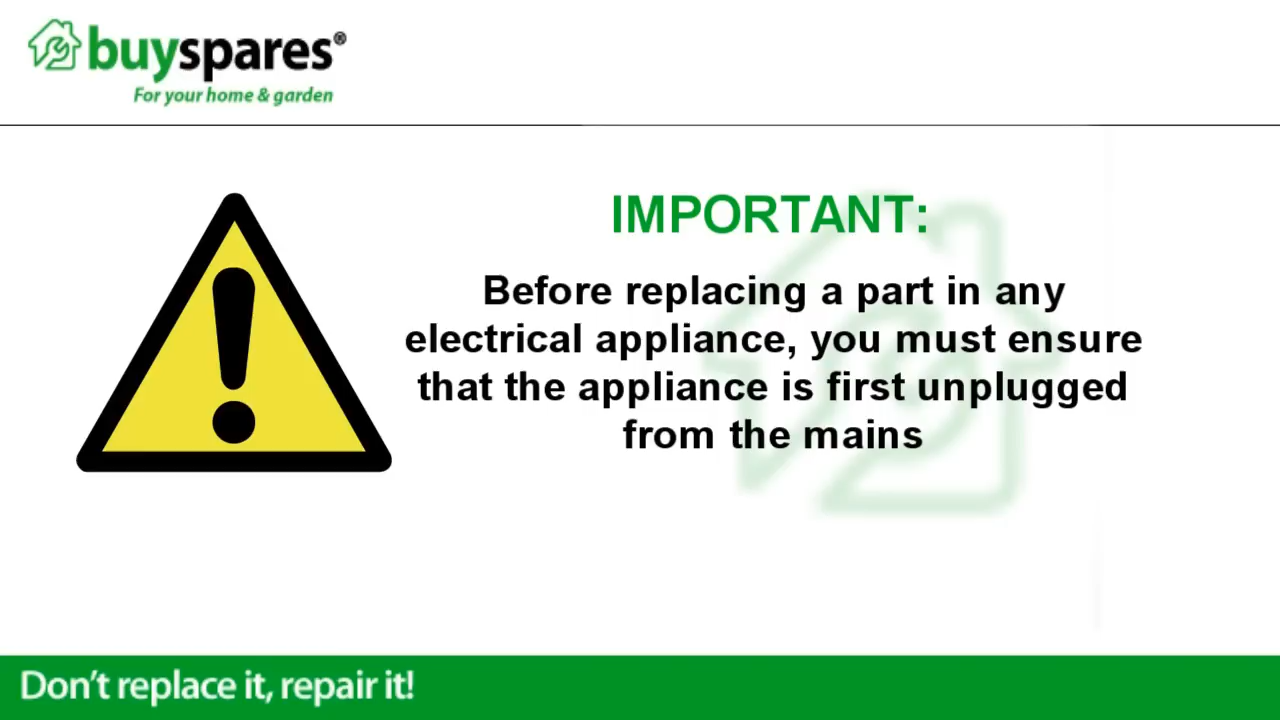 buyspares®
For your home & garden
IMPORTANT:
Before replacing a part in any
electrical appliance, you must ensure
that the appliance is first unplugged
from the mains
Don't replace it, repair it!